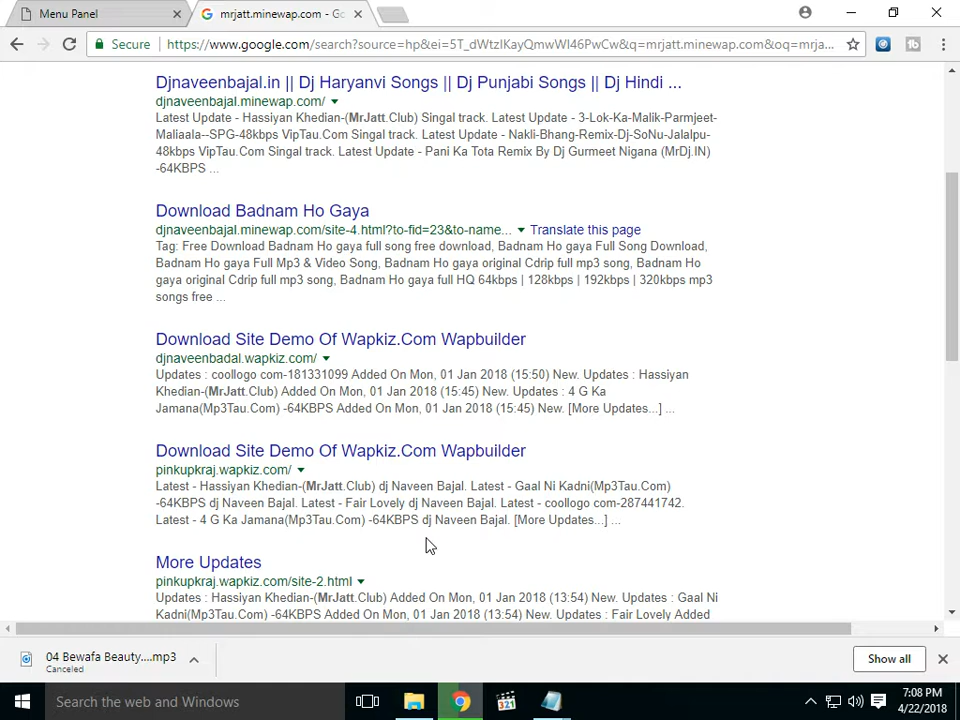 Menu Panel
mrjatt.minewap.com - Go
Secure https://www.google.com/search?source=hp&ei=5T_dWtzIKayQmwWI46PwCw&q=mrjatt.minewap.com&oq=mrja...
Djnaveenbajal.in || Dj Haryanvi Songs || Dj Punjabi Songs || Dj Hindi ...
djnaveenbajal.minewap.com/
Latest Update - Hassiyan Khedian-(MrJatt.Club) Singal track. Latest Update - 3-Lok-Ka-Malik-Parmjeet-
Maliaala--SPG-48kbps VipTau.Com Singal track. Latest Update - Nakli-Bhang-Remix-Dj-SoNu-Jalalpu-
48kbps VipTau.Com Singal track. Latest Update - Pani Ka Tota Remix By Dj Gurmeet Nigana (MrDj.IN)
-64KBPS ...
Download Badnam Ho Gaya
djnaveenbajal.minewap.com/site-4.html?to-fid=23&to-name... Translate this page
Tag: Free Download Badnam Ho gaya full song free download, Badnam Ho gaya Full Song Download,
Badnam Ho gaya Full Mp3 & Video Song, Badnam Ho gaya original Cdrip full mp3 song, Badnam Ho
gaya original Cdrip full mp3 song, Badnam Ho gaya full HQ 64kbps | 128kbps | 192kbps | 320kbps mp3
songs free ...
Download Site Demo Of Wapkiz.Com Wapbuilder
djnaveenbadal.wapkiz.com/
Updates : coollogo com-181331099 Added On Mon, 01 Jan 2018 (15:50) New. Updates : Hassiyan
Khedian-(MrJatt.Club) Added On Mon, 01 Jan 2018 (15:45) New. Updates : 4 G Ka
Jamana(Mp3Tau.Com) -64KBPS Added On Mon, 01 Jan 2018 (15:45) New. [More Updates...] ...
Download Site Demo Of Wapkiz.Com Wapbuilder
pinkupkraj.wapkiz.com/
Latest - Hassiyan Khedian-(MrJatt.Club) dj Naveen Bajal. Latest - Gaal Ni Kadni(Mp3Tau.Com)
-64KBPS dj Naveen Bajal. Latest - Fair Lovely dj Naveen Bajal. Latest - coollogo com-287441742.
Latest - 4 G Ka Jamana(Mp3Tau.Com) -64KBPS dj Naveen Bajal. [More Updates...] ...
More Updates
pinkupkraj.wapkiz.com/site-2.html
Updates : Hassiyan Khedian-(MrJatt.Club) Added On Mon, 01 Jan 2018 (13:54) New. Updates : Gaal Ni
Kadni(Mp3Tau.Com) -64KBPS Added On Mon, 01 Jan 2018 (13:54) New. Updates : Fair Lovely Added
04 Bewafa Beauty....mp3
Canceled
Show all
Search the web and Windows
321
7:08 PM
4/22/2018